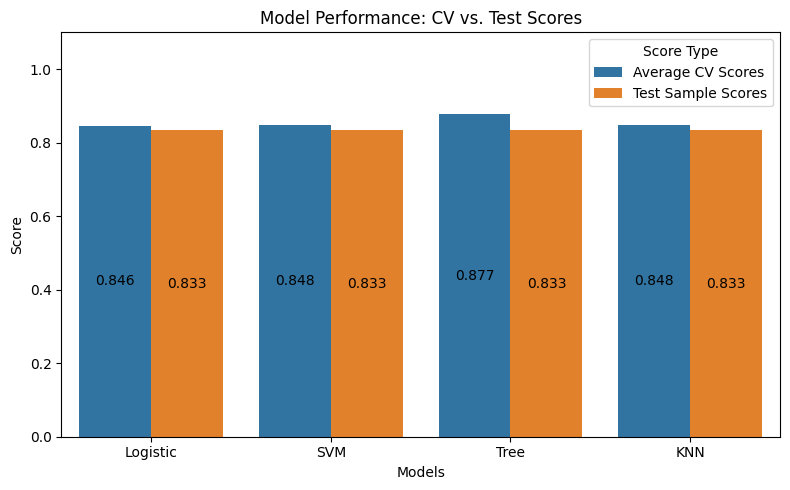 Model Performance: CV vs. Test Scores
Score Type
Average CV Scores
Test Sample Scores
Score
1.0
0.8
0.6
0.4
0.2
0.0
0.846
0.833
0.848
0.833
0.877
0.833
0.848
0.833
Logistic
SVM
Tree
KNN
Models